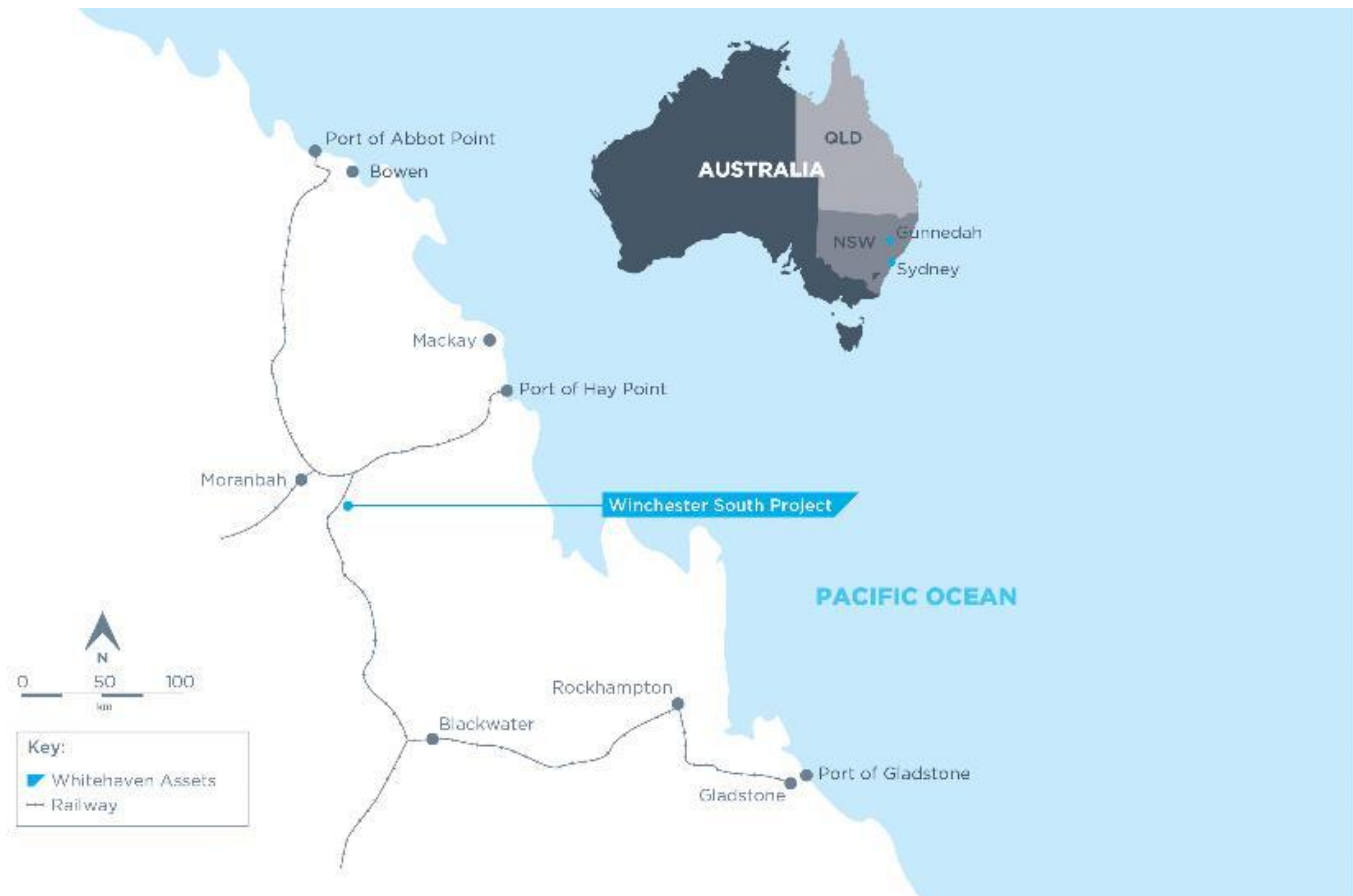 Port of Abbot Point
Bowen
QLD
AUSTRALIA
NSW
Gunnedah
Sydney
Mackay
Port of Hay Point
Moranbah
Winchester South Project
PACIFIC OCEAN
N
0 50 100
km
Rockhampton
Blackwater
Port of Gladstone
Gladstone
Key:
Whitehaven Assets
Railway